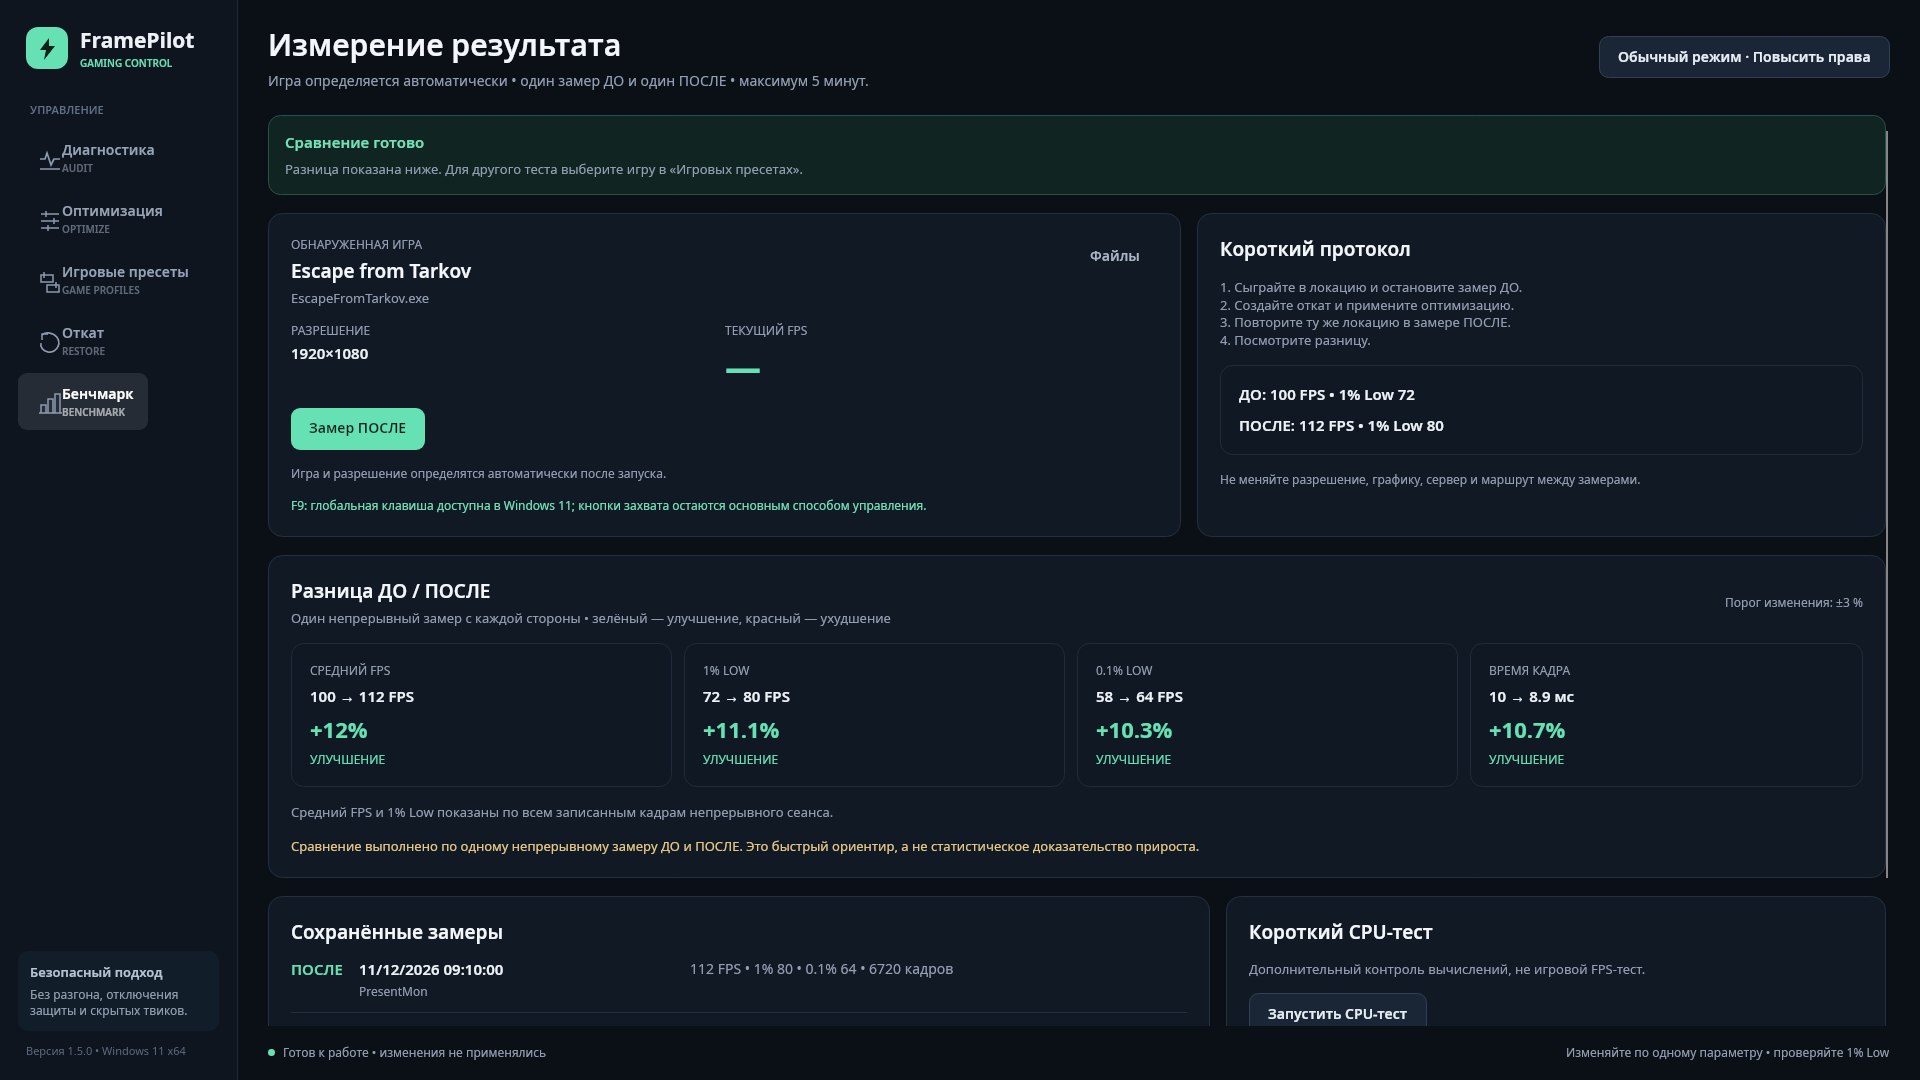 FramePilot
GAMING CONTROL
УПРАВЛЕНИЕ
Диагностика
AUDIT
Оптимизация
OPTIMIZE
Игровые пресеты
GAME PROFILES
Откат
RESTORE
Бенчмарк
BENCHMARK
Безопасный подход
Без разгона, отключения
защиты и скрытых твиков.
Версия 1.5.0 • Windows 11 x64
Измерение результата
Игра определяется автоматически • один замер ДО и один ПОСЛЕ • максимум 5 минут.
Обычный режим · Повысить права
Сравнение готово
Разница показана ниже. Для другого теста выберите игру в «Игровых пресетах».
ОБНАРУЖЕННАЯ ИГРА
Escape from Tarkov
EscapeFromTarkov.exe
Файлы
РАЗРЕШЕНИЕ
1920×1080
ТЕКУЩИЙ FPS
—
Замер ПОСЛЕ
Игра и разрешение определятся автоматически после запуска.
F9: глобальная клавиша доступна в Windows 11; кнопки захвата остаются основным способом управления.
Короткий протокол
1. Сыграйте в локацию и остановите замер ДО.
2. Создайте откат и примените оптимизацию.
3. Повторите ту же локацию в замере ПОСЛЕ.
4. Посмотрите разницу.
ДО: 100 FPS • 1% Low 72
ПОСЛЕ: 112 FPS • 1% Low 80
Не меняйте разрешение, графику, сервер и маршрут между замерами.
Разница ДО / ПОСЛЕ
Один непрерывный замер с каждой стороны • зелёный — улучшение, красный — ухудшение
Порог изменения: ±3 %
СРЕДНИЙ FPS
100 → 112 FPS
+12%
УЛУЧШЕНИЕ
1% LOW
72 → 80 FPS
+11.1%
УЛУЧШЕНИЕ
0.1% LOW
58 → 64 FPS
+10.3%
УЛУЧШЕНИЕ
ВРЕМЯ КАДРА
10 → 8.9 мс
+10.7%
УЛУЧШЕНИЕ
Средний FPS и 1% Low показаны по всем записанным кадрам непрерывного сеанса.
Сравнение выполнено по одному непрерывному замеру ДО и ПОСЛЕ. Это быстрый ориентир, а не статистическое доказательство прироста.
Сохранённые замеры
ПОСЛЕ 11/12/2026 09:10:00
PresentMon
112 FPS • 1% 80 • 0.1% 64 • 6720 кадров
Короткий CPU-тест
Дополнительный контроль вычислений, не игровой FPS-тест.
Запустить CPU-тест
Готов к работе • изменения не применялись
Изменяйте по одному параметру • проверяйте 1% Low